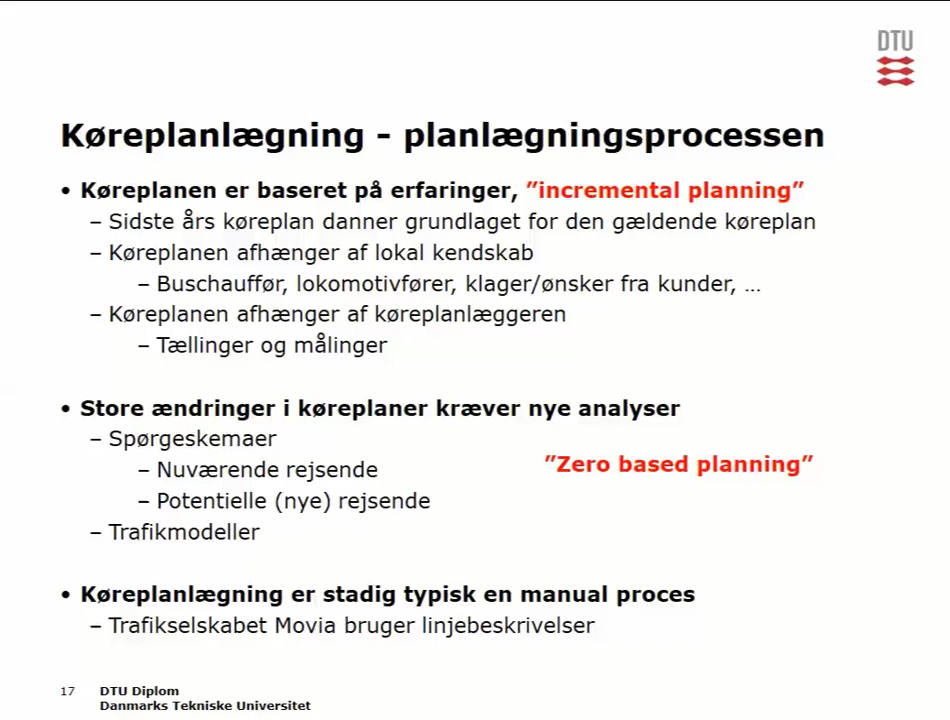 DTU
Køreplanlægning - planlægningsprocessen
• Køreplanen er baseret på erfaringer, ”incremental planning”
– Sidste års køreplan danner grundlaget for den gældende køreplan
– Køreplanen afhænger af lokal kendskab
– Buschauffør, lokomotivfører, klager/ønsker fra kunder, …
– Køreplanen afhænger af køreplanlæggeren
– Tællinger og målinger
• Store ændringer i køreplaner kræver nye analyser
– Spørgeskemaer
”Zero based planning”
– Nuværende rejsende
– Potentielle (nye) rejsende
– Trafikmodeller
• Køreplanlægning er stadig typisk en manual proces
– Trafikselskabet Movia bruger linjebeskrivelser
17 DTU Diplom
Danmarks Tekniske Universitet